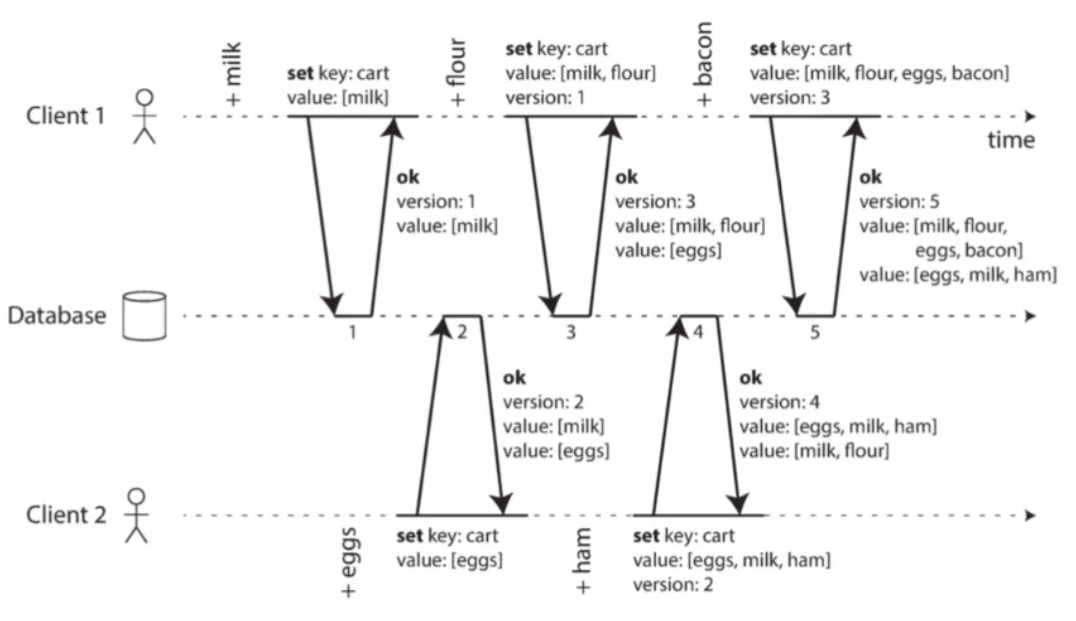 + milk
set key: cart
value: [milk]
+ flour
set key: cart
value: [milk, flour]
version: 1
+ bacon
set key: cart
value: [milk, flour, eggs, bacon]
version: 3
Client 1
time
ok
version: 1
value: [milk]
ok
version: 3
value: [milk, flour]
value: [eggs]
ok
version: 5
value: [milk, flour,
eggs, bacon]
value: [eggs, milk, ham]
Database
1
2
3
4
5
ok
version: 2
value: [milk]
value: [eggs]
ok
version: 4
value: [eggs, milk, ham]
value: [milk, flour]
Client 2
+ eggs
set key: cart
value: [eggs]
+ ham
set key: cart
value: [eggs, milk, ham]
version: 2